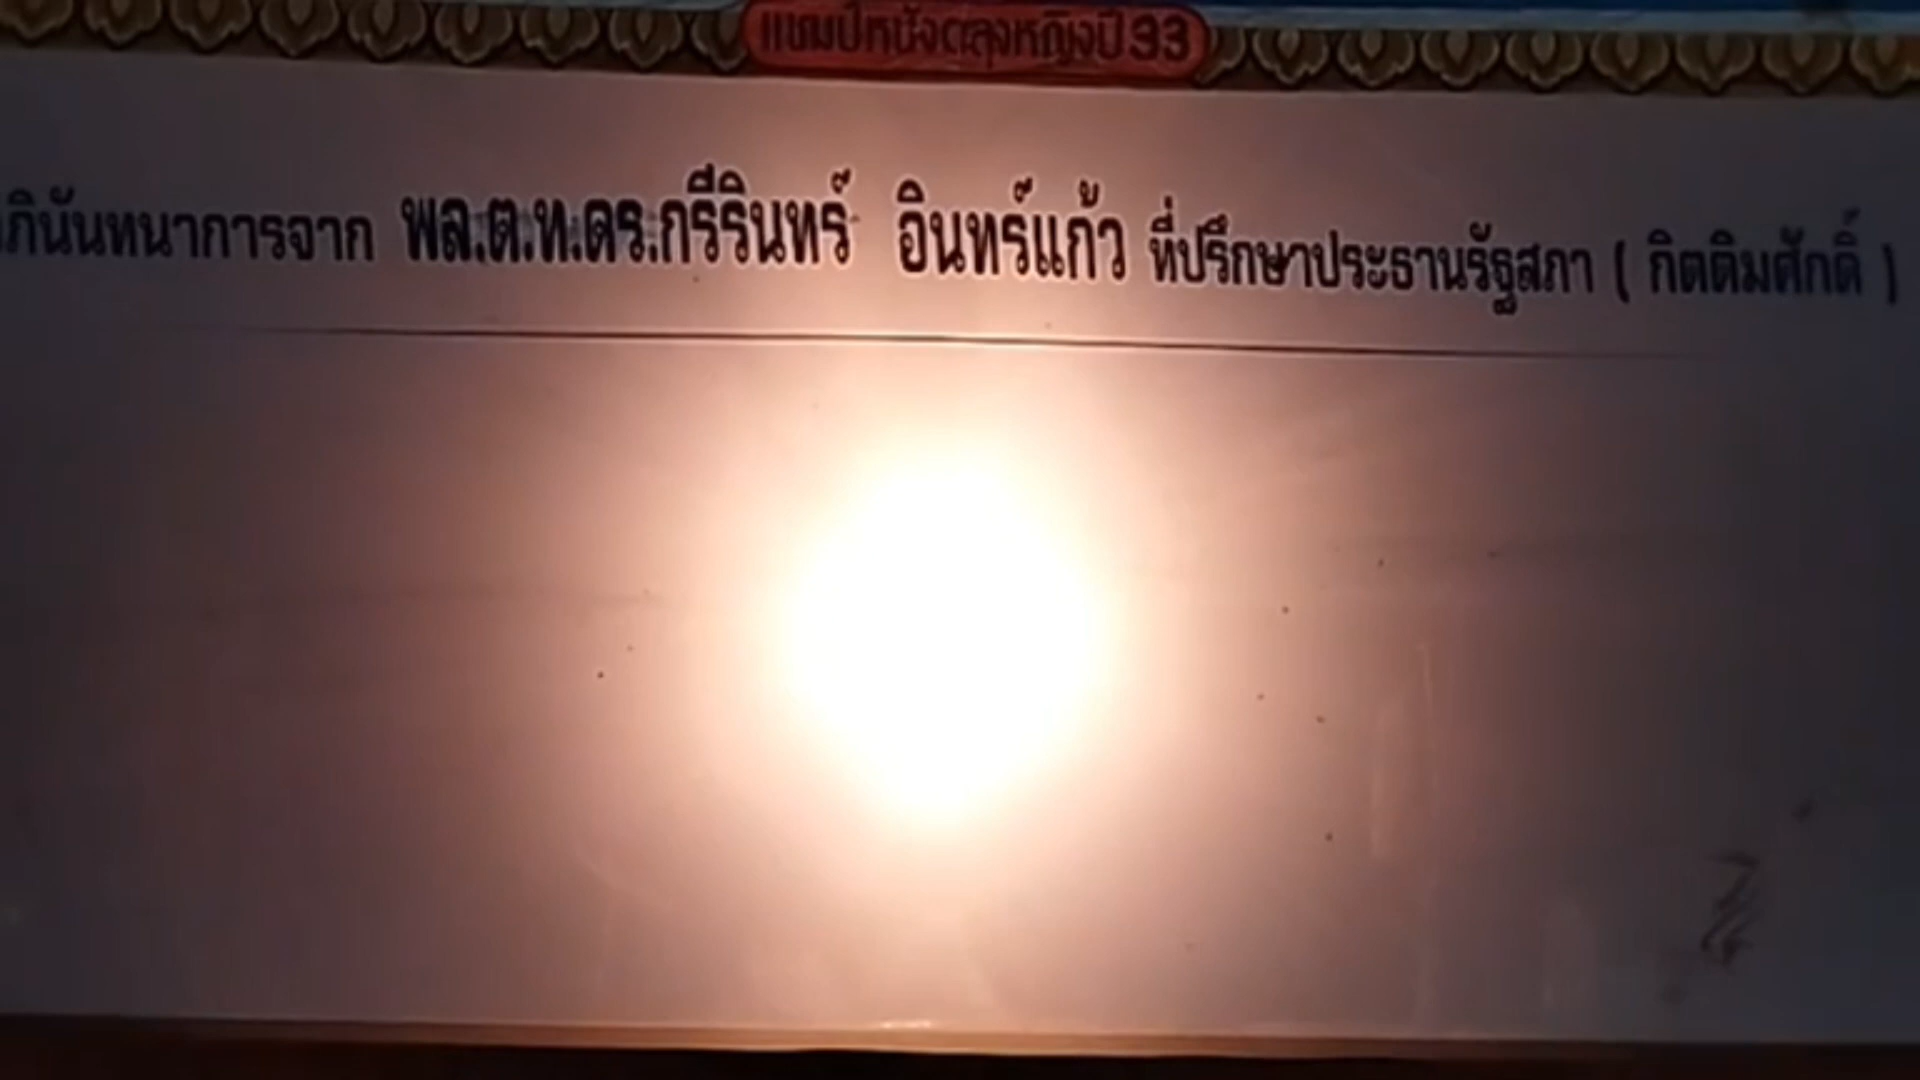 แชมป์หนังตะลุงหญิงปี33
ภินันทนาการจาก พล.ต.ท.ดร.กรีรินทร์ อินทร์แก้ว ที่ปรึกษาประธานรัฐสภา ( กิตติมศักดิ์ )